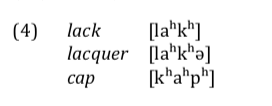 (4) lack [laʰkʰ]
lacquer [laʰkʰə]
cap [kʰaʰpʰ]